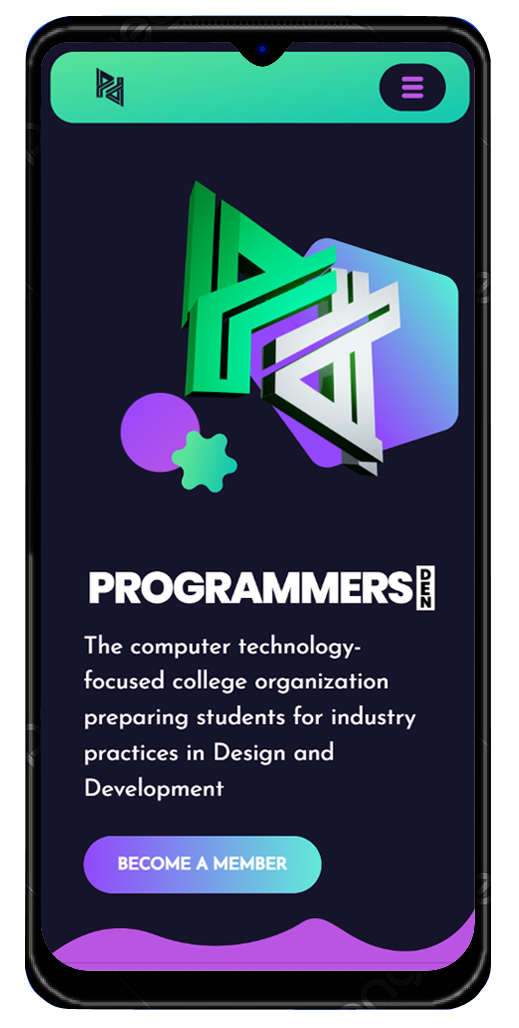 PROGRAMMERS DEN
The computer technology-
focused college organization
preparing students for industry
practices in Design and
Development
BECOME A MEMBER